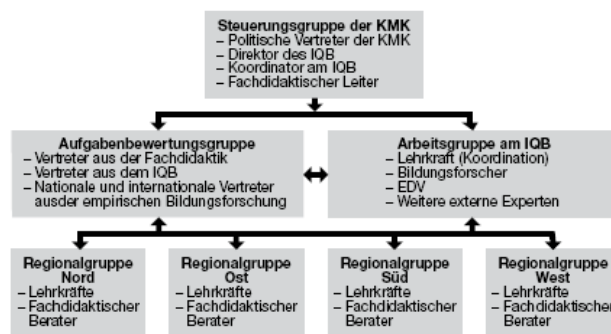 Steuerungsgruppe der KMK
– Politische Vertreter der KMK
– Direktor des IQB
– Koordinator am IQB
– Fachdidaktischer Leiter
Aufgabenbewertungsgruppe
– Vertreter aus der Fachdidaktik
– Vertreter aus dem IQB
– Nationale und internationale Vertreter
ausder empirischen Bildungsforschung
Arbeitsgruppe am IQB
– Lehrkraft (Koordination)
– Bildungsforscher
– EDV
– Weitere externe Experten
Regionalgruppe
Nord
– Lehrkräfte
– Fachdidaktischer
Berater
Regionalgruppe
Ost
– Lehrkräfte
– Fachdidaktischer
Berater
Regionalgruppe
Süd
– Lehrkräfte
– Fachdidaktischer
Berater
Regionalgruppe
West
– Lehrkräfte
– Fachdidaktischer
Berater